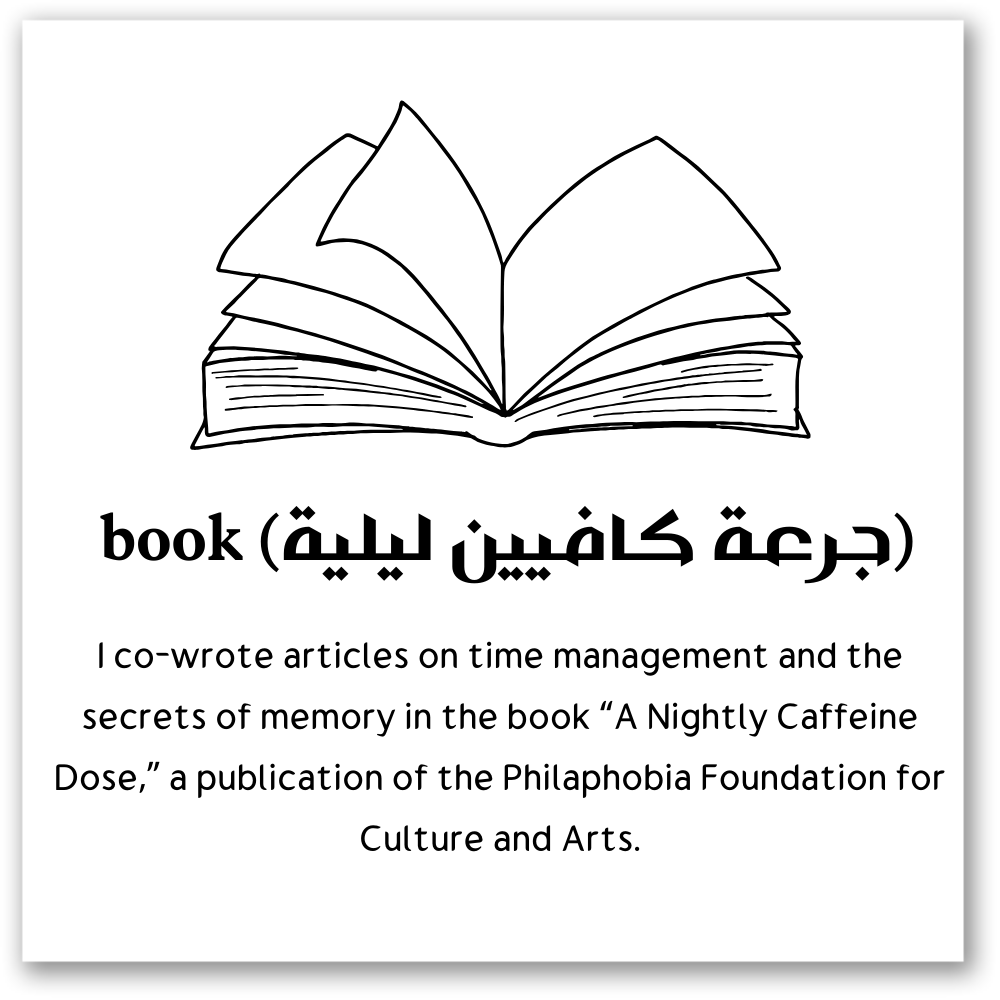 book (جرعة كافيين ليلية)
I co-wrote articles on time management and the
secrets of memory in the book “A Nightly Caffeine
Dose,” a publication of the Philaphobia Foundation for
Culture and Arts.